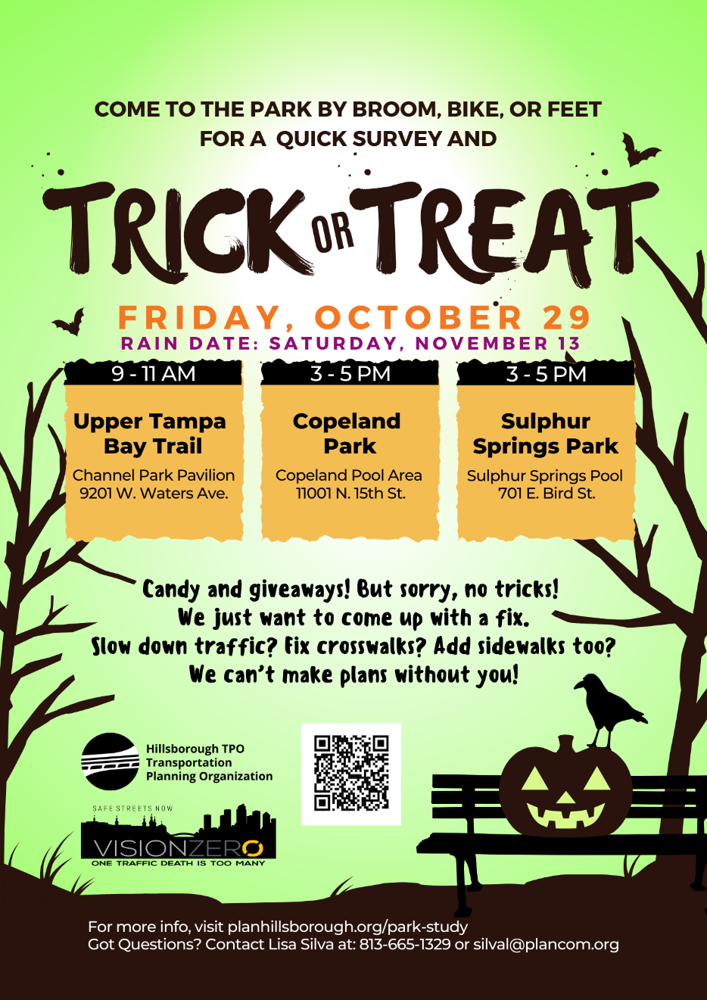 COME TO THE PARK BY BROOM, BIKE, OR FEET
FOR A QUICK SURVEY AND
TRICK OR TREAT
FRIDAY, OCTOBER 29
RAIN DATE: SATURDAY, NOVEMBER 13
9 - 11 AM
Upper Tampa
Bay Trail
Channel Park Pavilion
9201 W. Waters Ave.
3 - 5 PM
Copeland
Park
Copeland Pool Area
11001 N. 15th St.
3 - 5 PM
Sulphur
Springs Park
Sulphur Springs Pool
701 E. Bird St.
Candy and giveaways! But sorry, no tricks!
We just want to come up with a fix.
Slow down traffic? Fix crosswalks? Add sidewalks too?
We can't make plans without you!
Hillsborough TPO
Transportation
Planning Organization
SAFE STREETS NOW
VISIONZERO
ONE TRAFFIC DEATH IS TOO MANY
For more info, visit planhillsborough.org/park-study
Got Questions? Contact Lisa Silva at: 813-665-1329 or silval@plancom.org